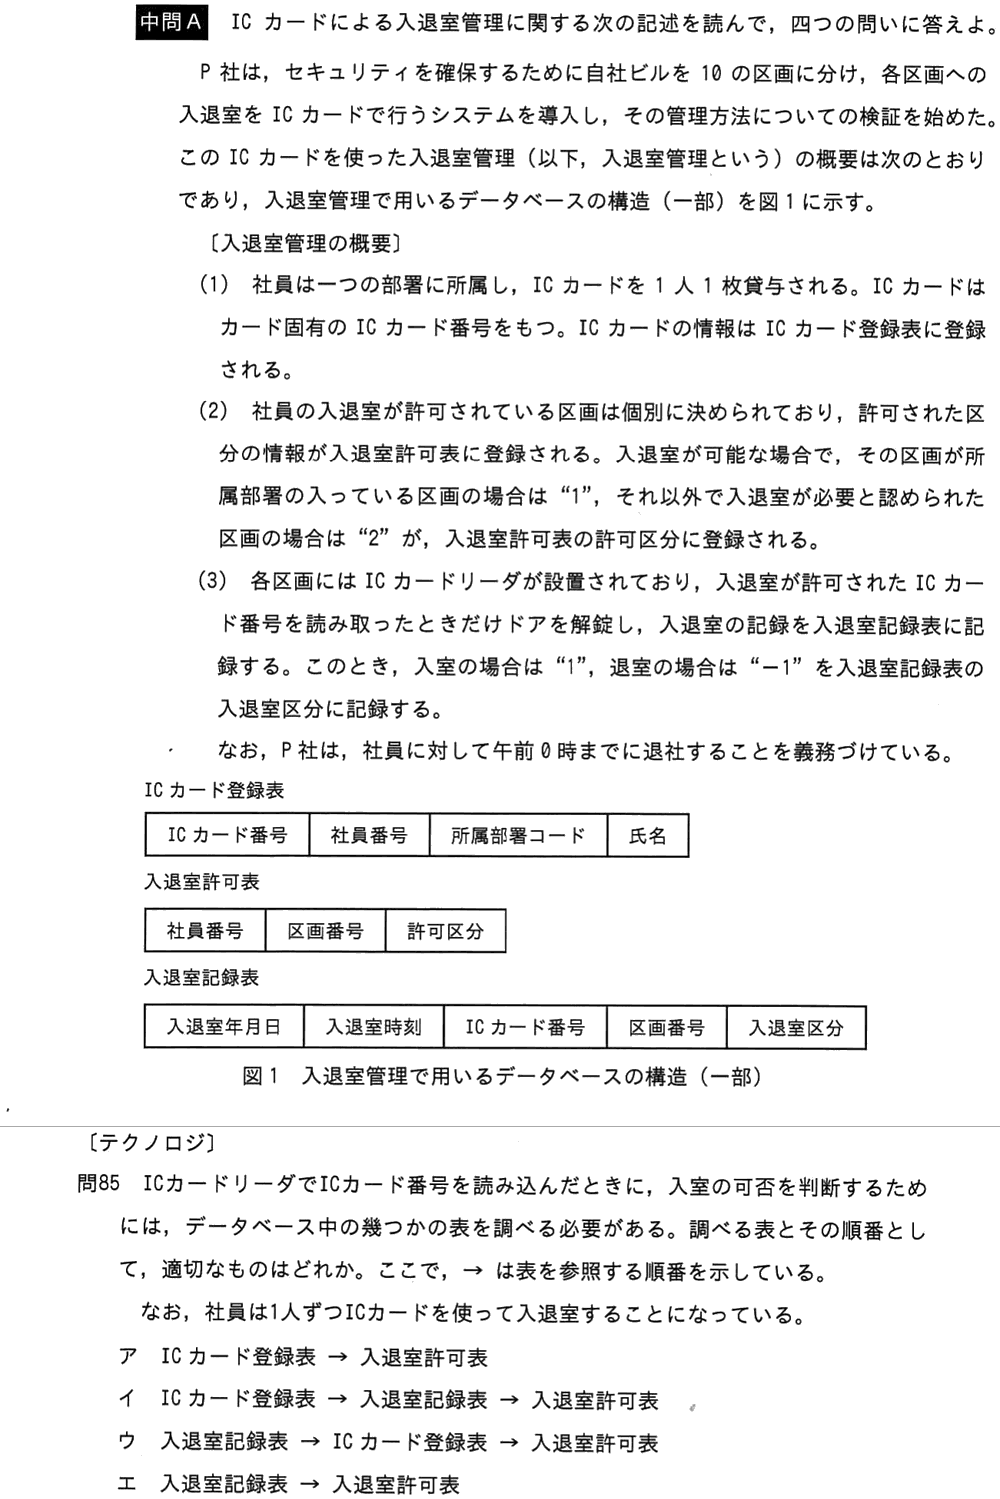 中問A IC カードによる入退室管理に関する次の記述を読んで，四つの問いに答えよ。
P 社は，セキュリティを確保するために自社ビルを 10 の区画に分け，各区画への
入退室を IC カードで行うシステムを導入し，その管理方法についての検証を始めた。
この IC カードを使った入退室管理（以下，入退室管理という）の概要は次のとおり
であり，入退室管理で用いるデータベースの構造（一部）を図 1 に示す。
〔入退室管理の概要〕
(1) 社員は一つの部署に所属し，IC カードを 1 人 1 枚貸与される。IC カードは
カード固有の IC カード番号をもつ。IC カードの情報は IC カード登録表に登録
される。
(2) 社員の入退室が許可されている区画は個別に決められており，許可された区
分の情報が入退室許可表に登録される。入退室が可能な場合で，その区画が所
属部署の入っている区画の場合は“1”，それ以外で入退室が必要と認められた
区画の場合は“2”が，入退室許可表の許可区分に登録される。
(3) 各区画には IC カードリーダが設置されており，入退室が許可された IC カー
ド番号を読み取ったときだけドアを解錠し，入退室の記録を入退室記録表に記
録する。このとき，入室の場合は“1”，退室の場合は“－1”を入退室記録表の
入退室区分に記録する。
なお，P 社は，社員に対して午前 0 時までに退社することを義務づけている。
IC カード登録表
IC カード番号 社員番号 所属部署コード 氏名
入退室許可表
社員番号 区画番号 許可区分
入退室記録表
入退室年月日 入退室時刻 IC カード番号 区画番号 入退室区分
図 1 入退室管理で用いるデータベースの構造（一部）
〔テクノロジ〕
問85 ICカードリーダでICカード番号を読み込んだときに，入室の可否を判断するため
には，データベース中の幾つかの表を調べる必要がある。調べる表とその順番とし
て，適切なものはどれか。ここで，→ は表を参照する順番を示している。
なお，社員は1人ずつICカードを使って入退室することになっている。
ア IC カード登録表 → 入退室許可表
イ IC カード登録表 → 入退室記録表 → 入退室許可表
ウ 入退室記録表 → IC カード登録表 → 入退室許可表
エ 入退室記録表 → 入退室許可表